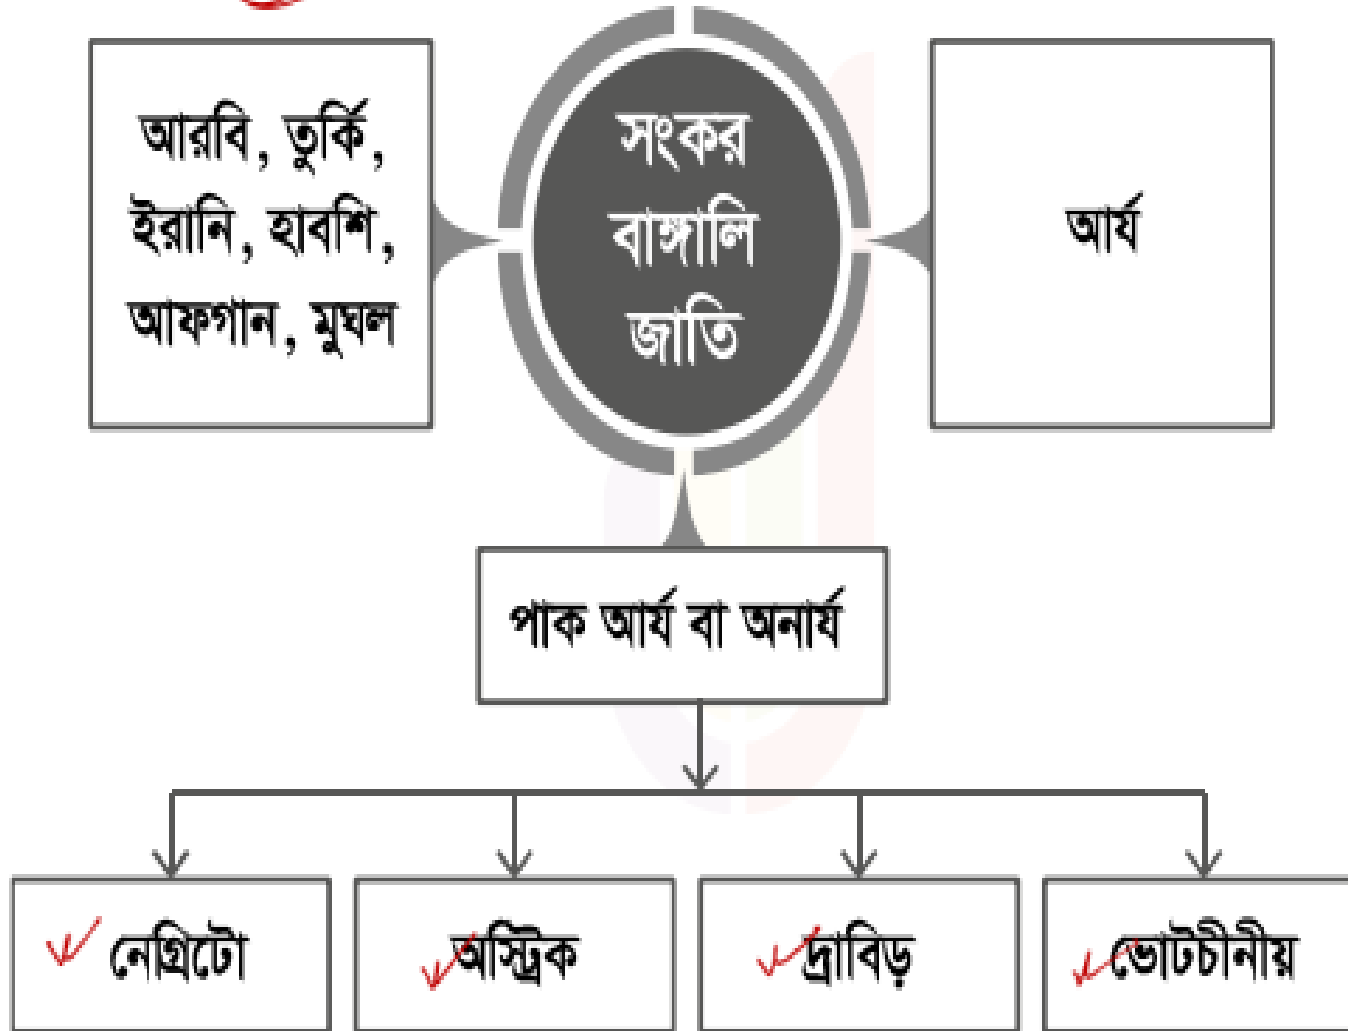 আরবি, তুর্কি,
ইরানি, হাবশি,
আফগান, মুঘল
সংকর
বাঙ্গালি
জাতি
আর্য
পাক আর্য বা অনার্য
নেগ্রিটো
অস্ট্রিক
দ্রাবিড়
ভোটচীনীয়